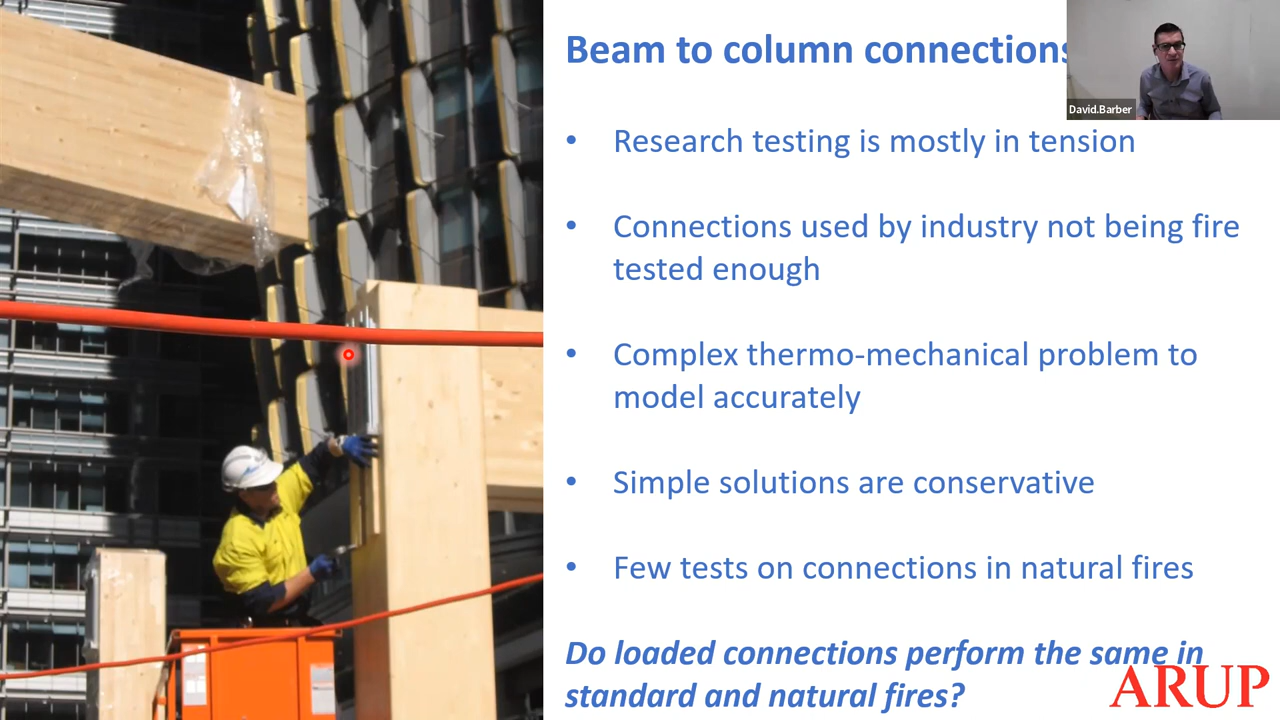 Beam to column connections
David.Barber
• Research testing is mostly in tension
• Connections used by industry not being fire
tested enough
• Complex thermo-mechanical problem to
model accurately
• Simple solutions are conservative
• Few tests on connections in natural fires
Do loaded connections perform the same in
standard and natural fires?
ARUP